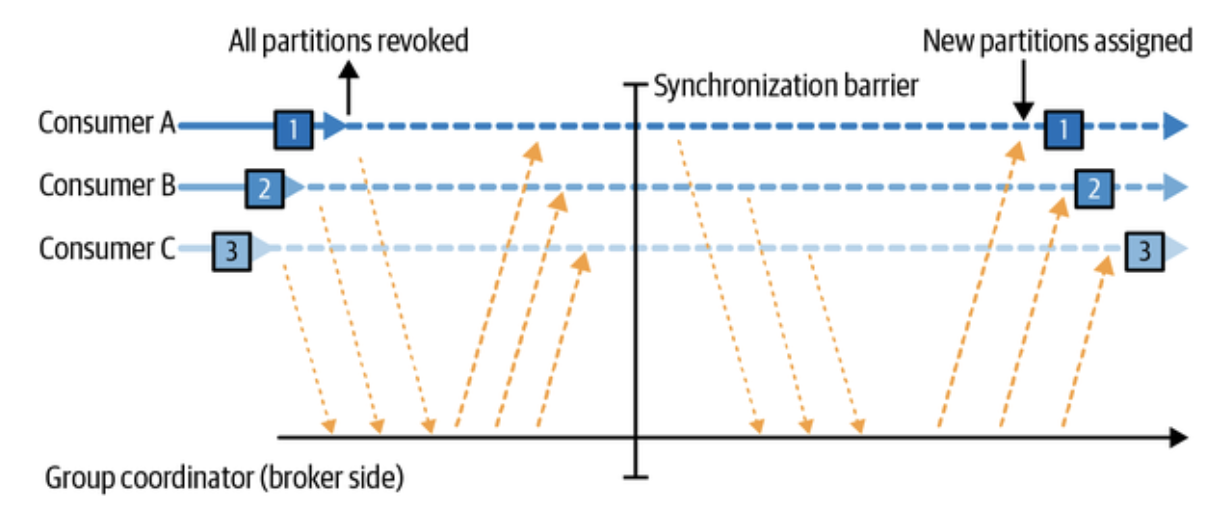 All partitions revoked
New partitions assigned
Synchronization barrier
Consumer A
1
1
Consumer B
2
2
Consumer C
3
3
Group coordinator (broker side)